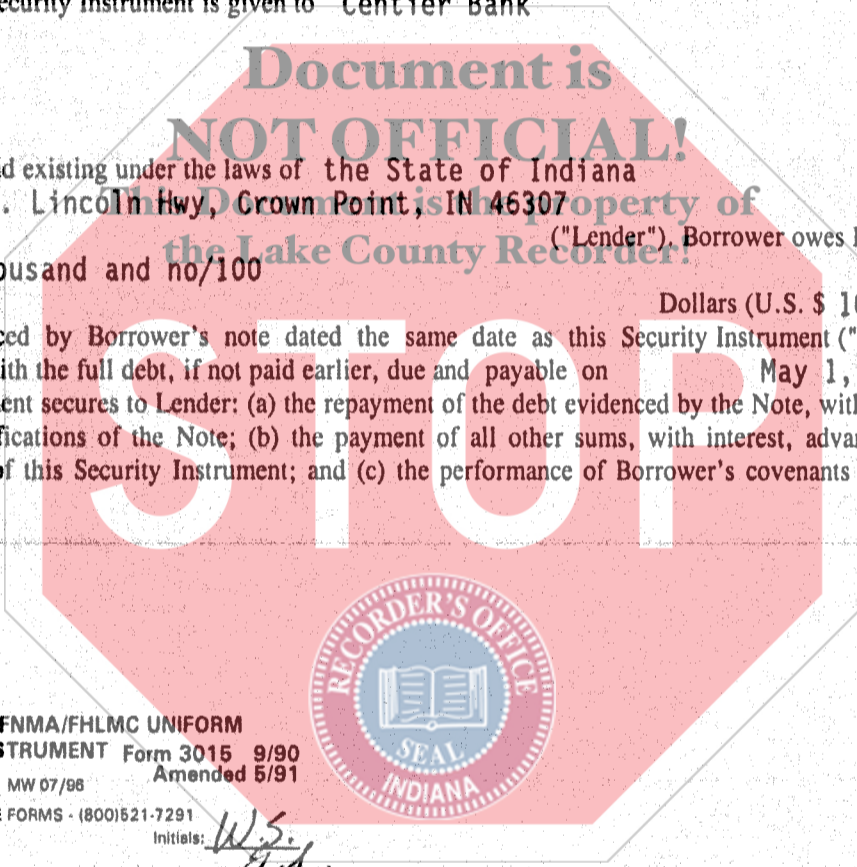 ecurity Instrument is given to Centier Bank
Document is
NOT OFFICIAL!
d existing under the laws of the State of Indiana
. Lincoln Hwy, Crown Point, IN 46307
This Document is the property of
("Lender"). Borrower owes
the Lake County Recorder!
ousand and no/100
Dollars (U.S. $ 1
ced by Borrower's note dated the same date as this Security Instrument ("
ith the full debt, if not paid earlier, due and payable on May 1,
ent secures to Lender: (a) the repayment of the debt evidenced by the Note, with
fications of the Note; (b) the payment of all other sums, with interest, advan
of this Security Instrument; and (c) the performance of Borrower's covenants
STOP
RECORDER'S OFFICE
SEAL
INDIANA
FNMA/FHLMC UNIFORM
STRUMENT Form 3015 9/90
Amended 5/91
MW 07/96
FORMS - (800)521-7291
Initials: W.S.